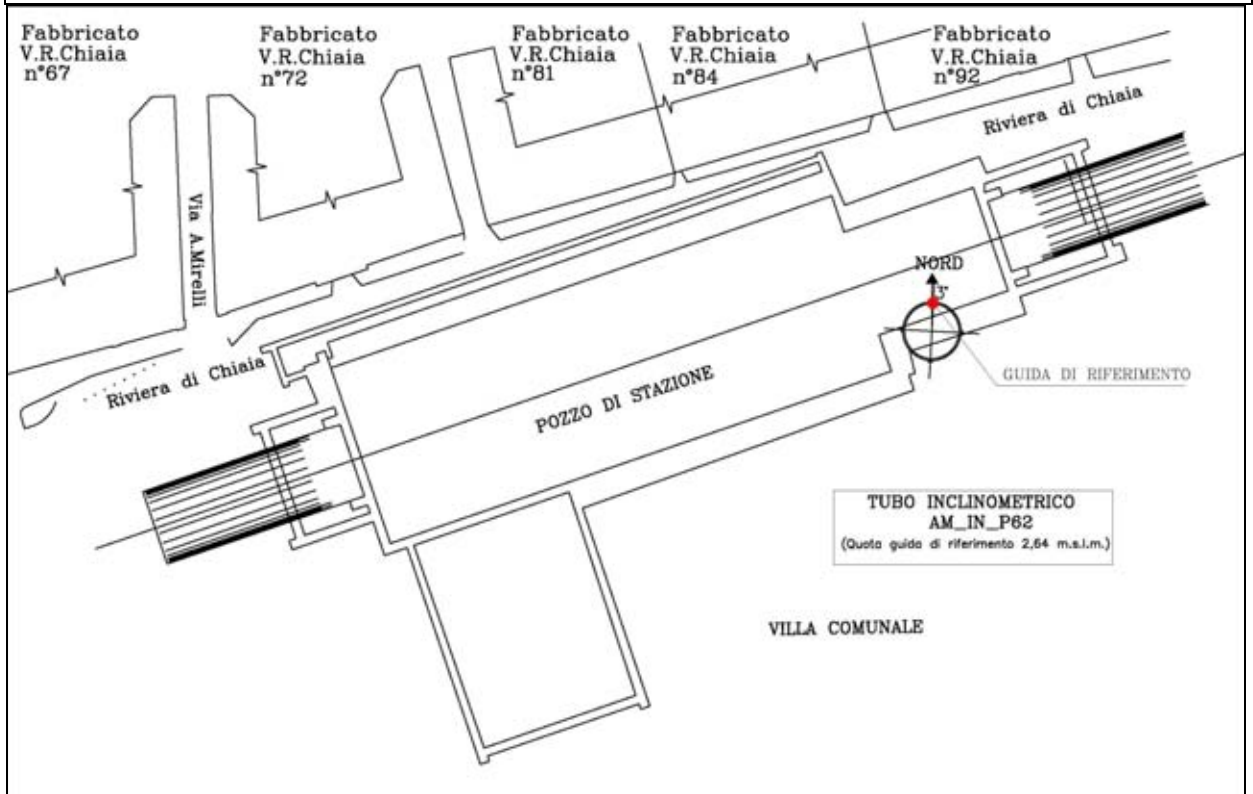 Fabbricato
V.R.Chiaia
n°67
Fabbricato
V.R.Chiaia
n°72
Fabbricato
V.R.Chiaia
n°81
Fabbricato
V.R.Chiaia
n°84
Fabbricato
V.R.Chiaia
n°92
Riviera di Chiaia
Via A.Mirelli
NORD
3°
Riviera di Chiaia
GUIDA DI RIFERIMENTO
POZZO DI STAZIONE
TUBO INCLINOMETRICO
AM_IN_P62
(Quota guida di riferimento 2,64 m.s.l.m.)
VILLA COMUNALE